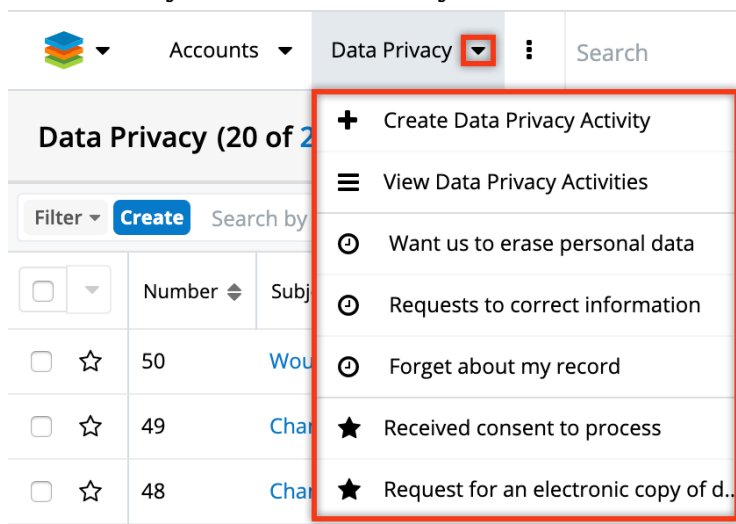 Accounts Data Privacy Search
Data Privacy (20 of 2
Create Data Privacy Activity
View Data Privacy Activities
Filter Create Search by
Want us to erase personal data
Number Subj
Requests to correct information
50 Wou
Forget about my record
49 Char
Received consent to process
48 Char
Request for an electronic copy of d..